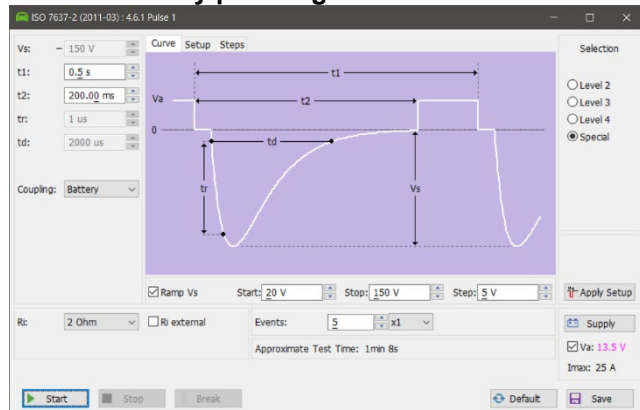 ISO 7637-2 (2011-03) : 4.6.1 Pulse 1
Vs: - 150 V
t1: 0.5 s
t2: 200.00 ms
tr: 1 us
td: 2000 us
Coupling: Battery
Curve Setup Steps
t1
Va
t2
0
td
tr
Vs
Selection
Level 2
Level 3
Level 4
Special
Ramp Vs Start: 20 V Stop: 150 V Step: 5 V
Apply Setup
Ri: 2 Ohm Ri external Events: 5 x1
Supply
Approximate Test Time: 1min 8s
Va: 13.5 V
Imax: 25 A
Start Stop Break Default Save